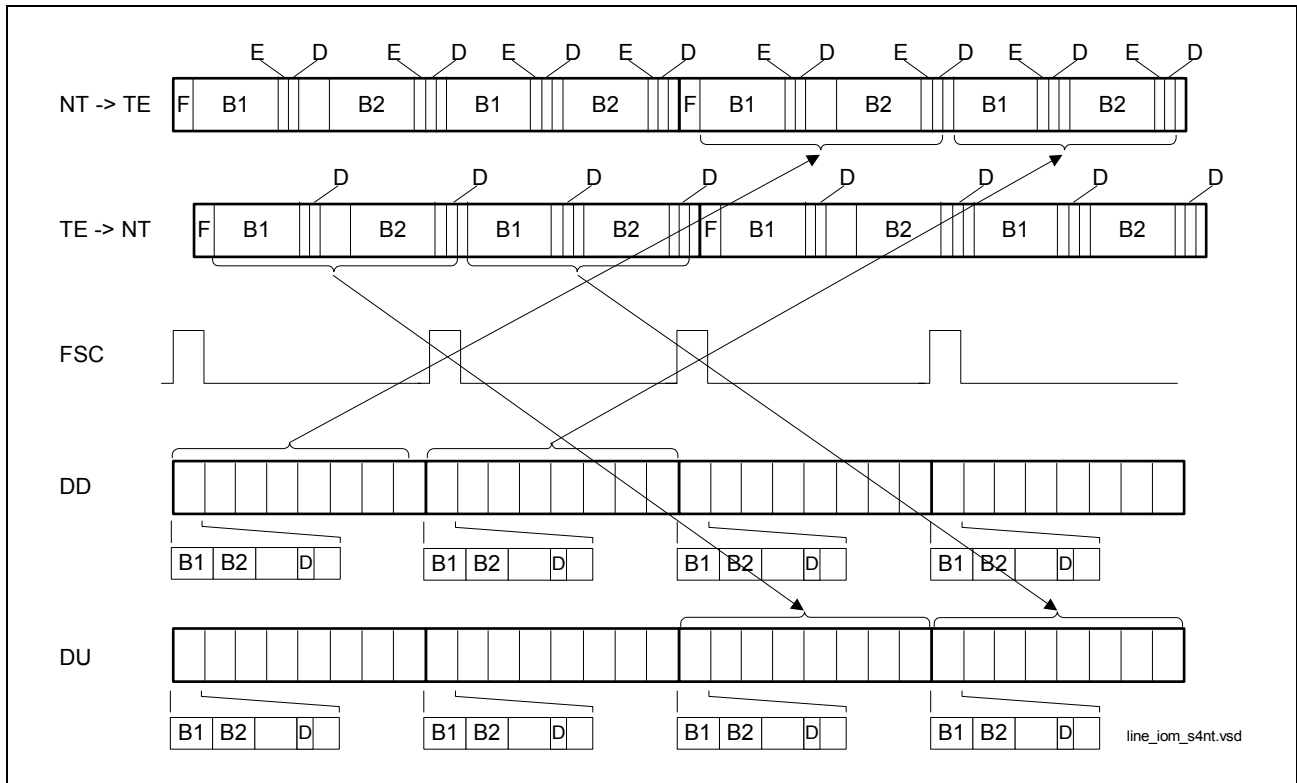 E D E D E D E D E D E D E D E D
NT -> TE F B1 B2 B1 B2 F B1 B2 B1 B2
D D D D D D D D
TE -> NT F B1 B2 B1 B2 F B1 B2 B1 B2
FSC
DD
B1 B2 D B1 B2 D B1 B2 D B1 B2 D
DU
B1 B2 D B1 B2 D B1 B2 D B1 B2 D
line_iom_s4nt.vsd